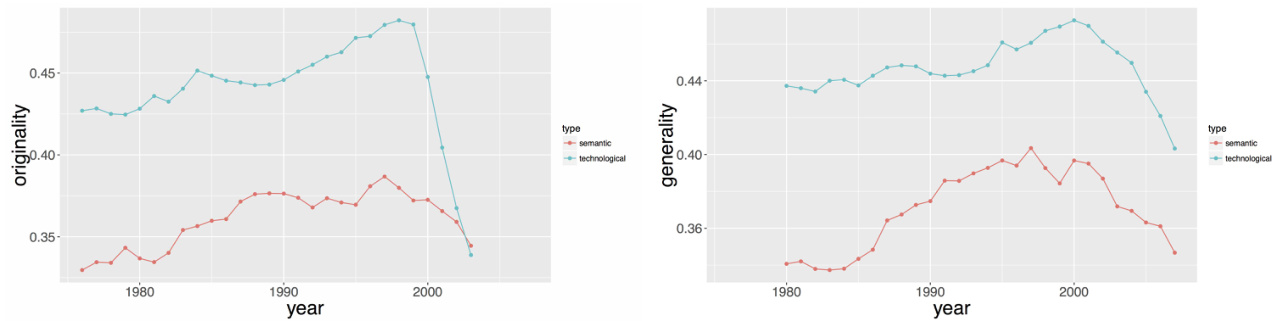 originality
0.45
0.40
0.35
1980
1990
2000
year
type
semantic
technological
generality
0.44
0.40
0.36
1980
1990
2000
year
type
semantic
technological